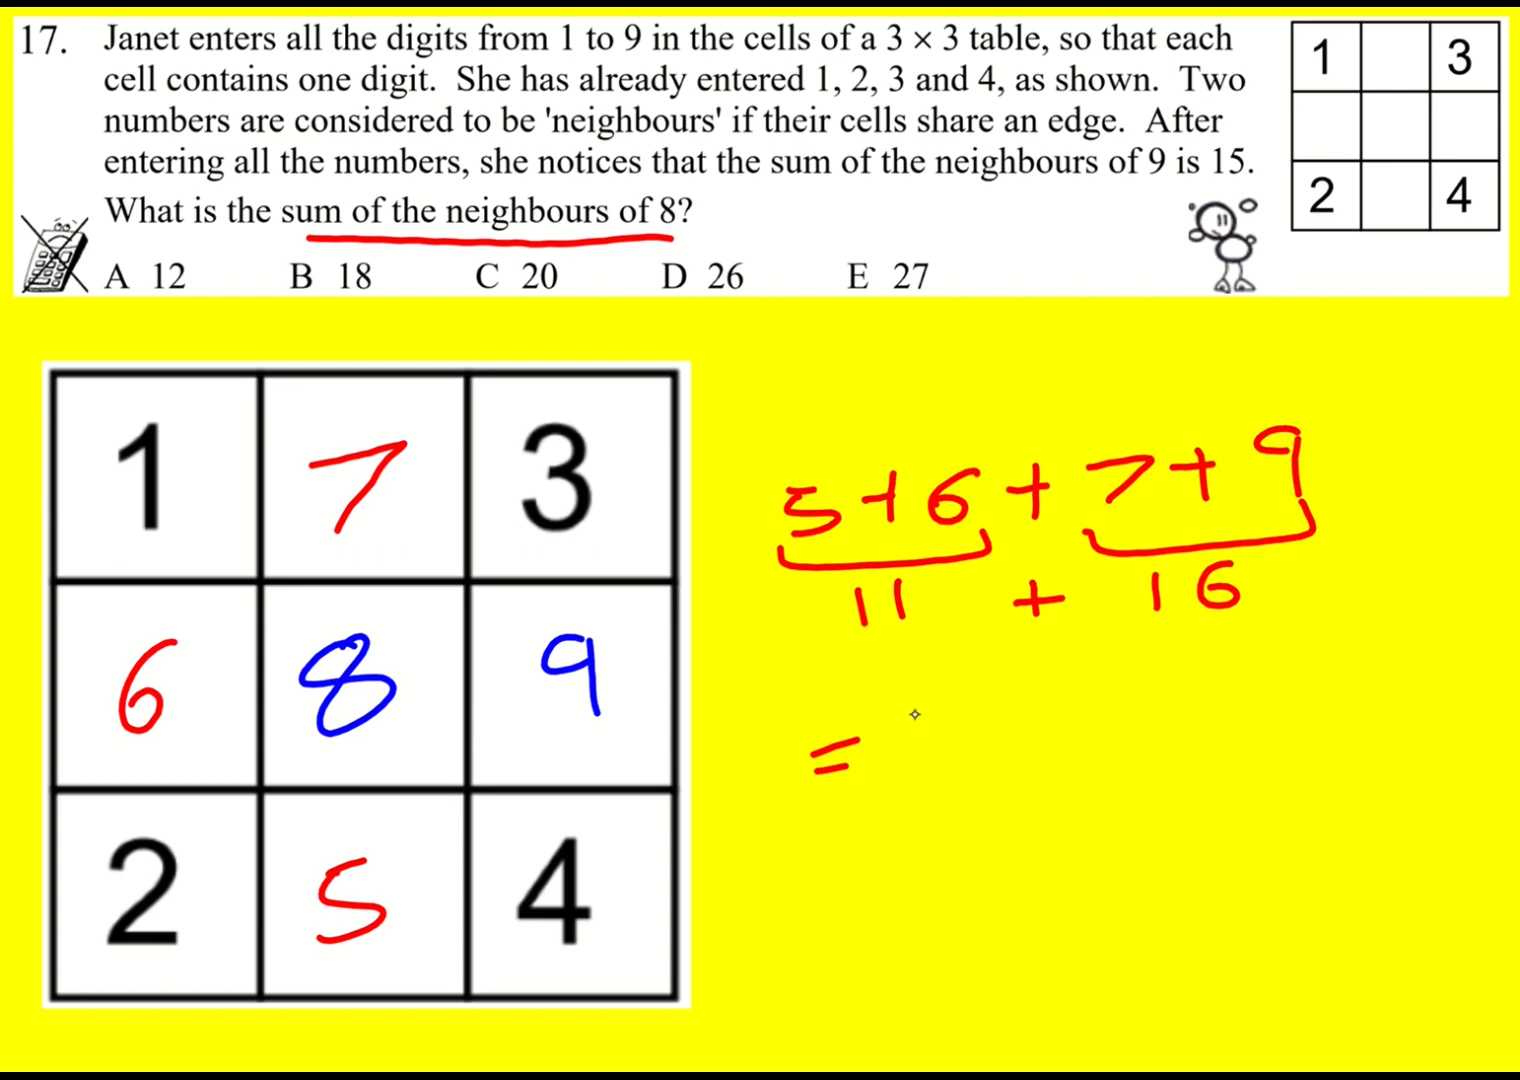 17. Janet enters all the digits from 1 to 9 in the cells of a 3 × 3 table, so that each
cell contains one digit. She has already entered 1, 2, 3 and 4, as shown. Two
numbers are considered to be 'neighbours' if their cells share an edge. After
entering all the numbers, she notices that the sum of the neighbours of 9 is 15.
What is the sum of the neighbours of 8?
A 12 B 18 C 20 D 26 E 27
1 3
2 4
1 7 3
6 8 9
2 5 4
5+6+7+9
11 + 16
=